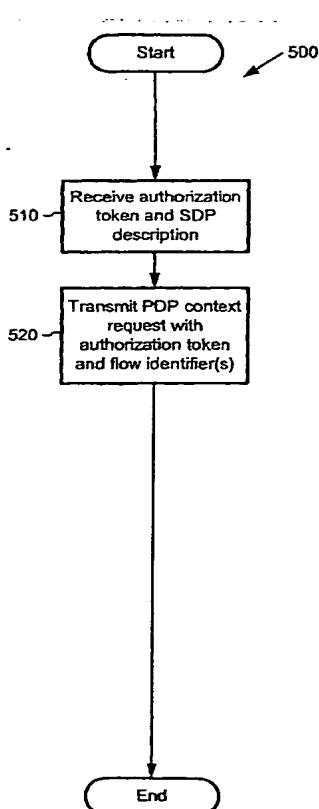 Start
500
510
Receive authorization
token and SDP
description
520
Transmit PDP context
request with
authorization token
and flow identifier(s)
End